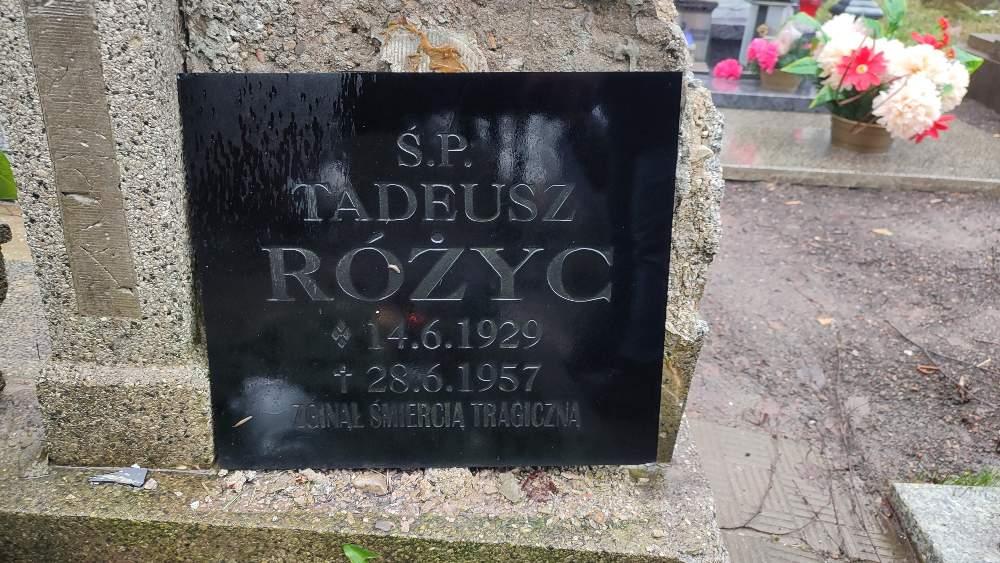 Ś.P.
TADEUSZ
RÓŻYC
14.6.1929
† 28.6.1957
ZGINĄŁ ŚMIERCIĄ TRAGICZNĄ